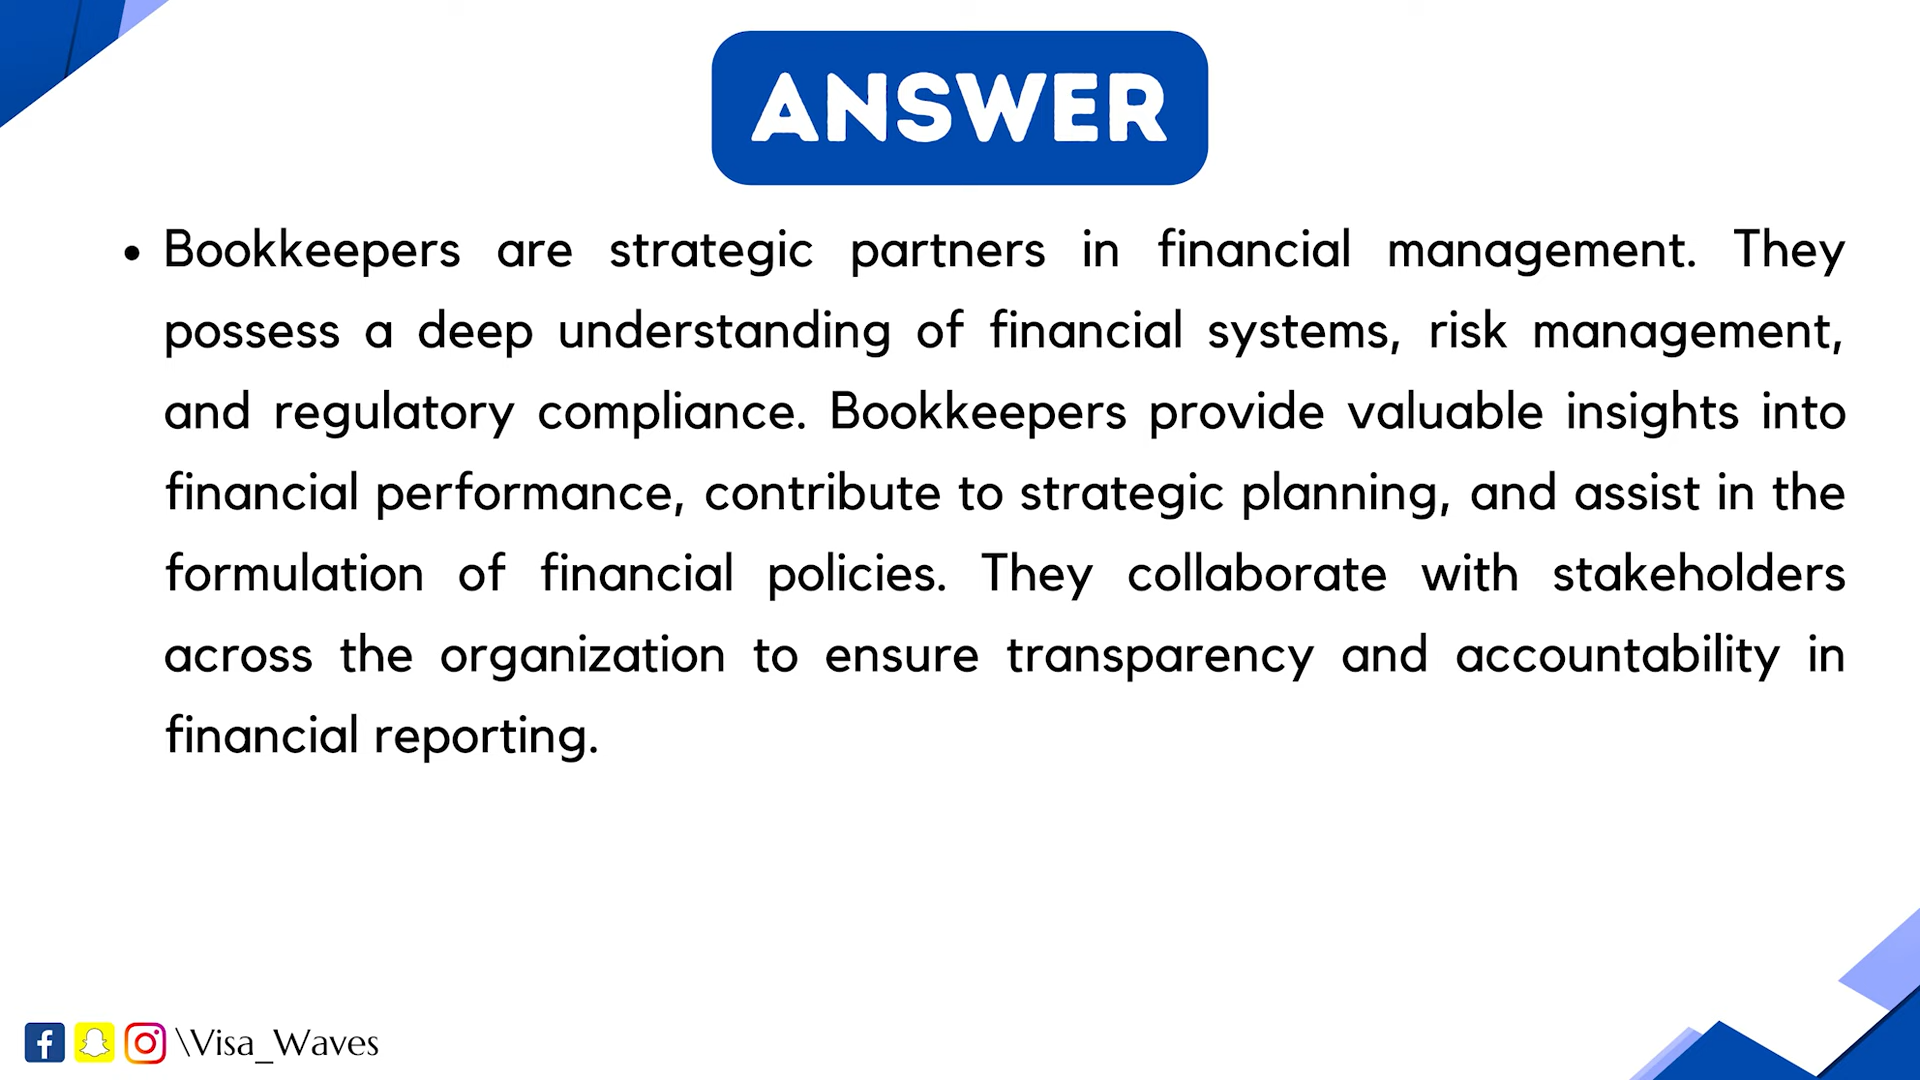 ANSWER
• Bookkeepers are strategic partners in financial management. They
possess a deep understanding of financial systems, risk management,
and regulatory compliance. Bookkeepers provide valuable insights into
financial performance, contribute to strategic planning, and assist in the
formulation of financial policies. They collaborate with stakeholders
across the organization to ensure transparency and accountability in
financial reporting.
\Visa_Waves